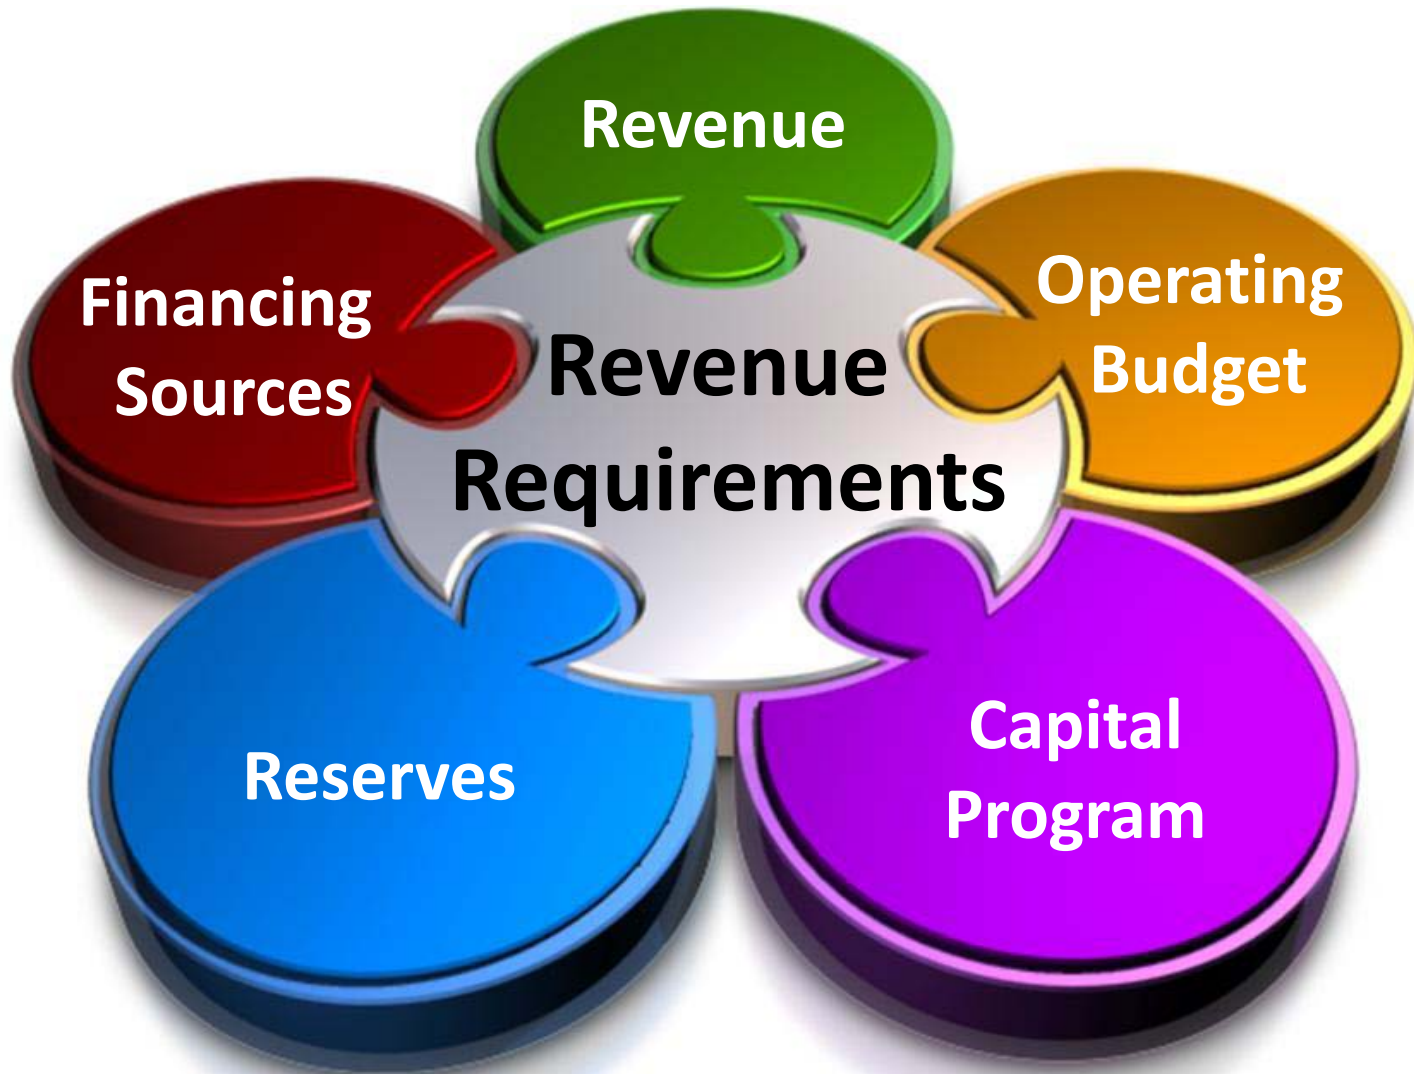 Revenue
Financing
Sources
Operating
Budget
Revenue
Requirements
Reserves
Capital
Program